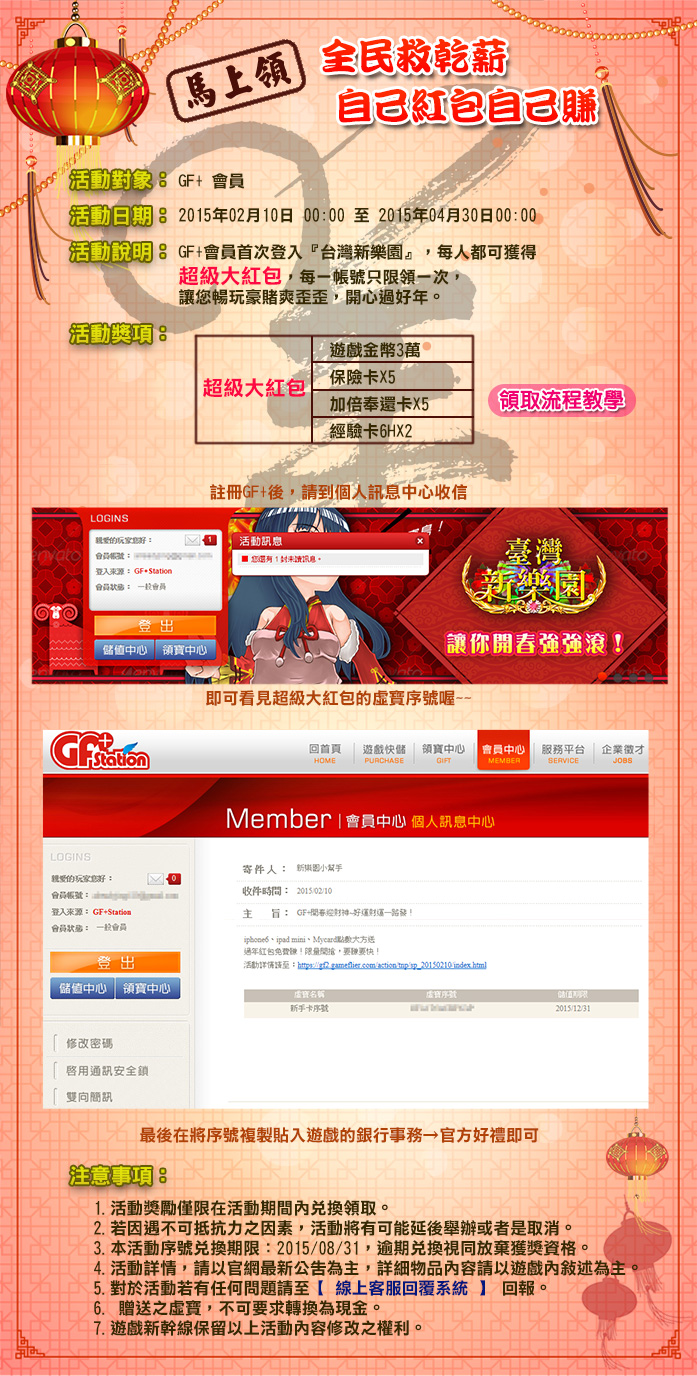 馬上領
全民救乾薪
自己紅包自己賺
活動對象： GF+ 會員
活動日期： 2015年02月10日 00:00 至 2015年04月30日00:00
活動說明： GF+會員首次登入『台灣新樂園』，每人都可獲得
超級大紅包，每一帳號只限領一次，
讓您暢玩豪賭爽歪歪，開心過好年。
活動獎項：
超級大紅包
遊戲金幣3萬
保險卡X5
加倍奉還卡X5
經驗卡6HX2
領取流程教學
註冊GF+後，請到個人訊息中心收信
LOGINS
親愛的玩家您好： 1
會員帳號：
登入來源： GF+Station
會員狀態： 一般會員
登 出
儲值中心 領寶中心
活動訊息 ×
您還有 1 封未讀訊息。
臺灣
新樂園
讓你開春強強滾！
即可看見超級大紅包的虛寶序號喔~~
GF+Station
回首頁 遊戲快儲 領寶中心 會員中心 服務平台 企業徵才
HOME PURCHASE GIFT MEMBER SERVICE JOBS
Member | 會員中心 個人訊息中心
LOGINS
親愛的玩家您好： 0
會員帳號：
登入來源： GF+Station
會員狀態： 一般會員
登 出
儲值中心 領寶中心
修改密碼
啓用通訊安全鎖
雙向簡訊
寄件人： 新樂園小幫手
收件時間： 2015/02/10
主 旨： GF+開春迎財神~好運財運一路發！
iphone6、ipad mini、Mycard點數大方送
過年紅包免費賺！限量開搶，要賺要快！
活動詳情請至：https://gf2.gameflier.com/action/tnp/sp_20150210/index.html
虛寶名稱 虛寶序號 儲值期限
新手卡序號 2015/12/31
最後在將序號複製貼入遊戲的銀行事務→官方好禮即可
注意事項：
1. 活動獎勵僅限在活動期間內兌換領取。
2. 若因遇不可抵抗力之因素，活動將有可能延後舉辦或者是取消。
3. 本活動序號兌換期限：2015/08/31，逾期兌換視同放棄獲獎資格。
4. 活動詳情，請以官網最新公告為主，詳細物品內容請以遊戲內敘述為主。
5. 對於活動若有任何問題請至【 線上客服回覆系統 】 回報。
6. 贈送之虛寶，不可要求轉換為現金。
7. 遊戲新幹線保留以上活動內容修改之權利。